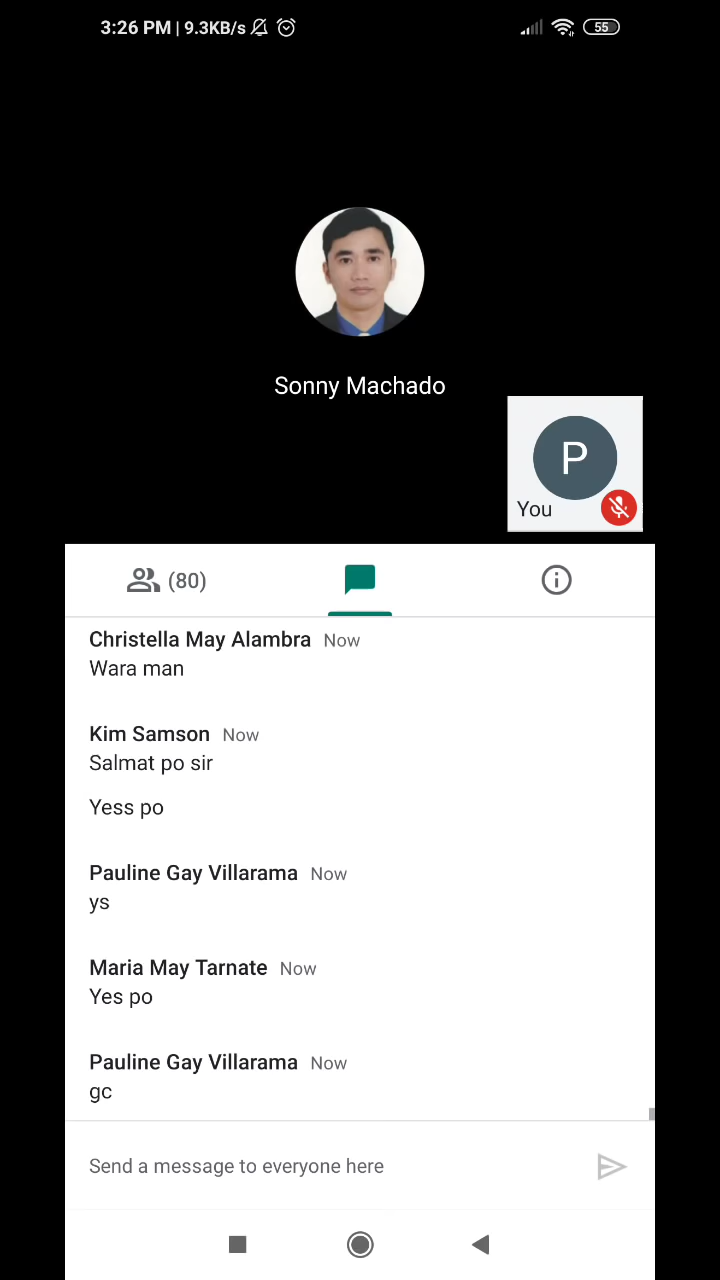 3:26 PM | 9.3KB/s
55
Sonny Machado
P
You
(80)
Christella May Alambra Now
Wara man
Kim Samson Now
Salmat po sir
Yess po
Pauline Gay Villarama Now
ys
Maria May Tarnate Now
Yes po
Pauline Gay Villarama Now
gc
Send a message to everyone here